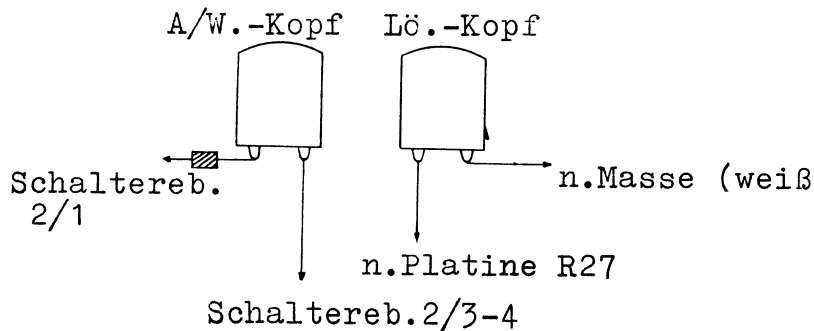 A/W.-Kopf Lö.-Kopf
Schaltereb.
2/1
n.Masse (weiß
n.Platine R27
Schaltereb.2/3-4